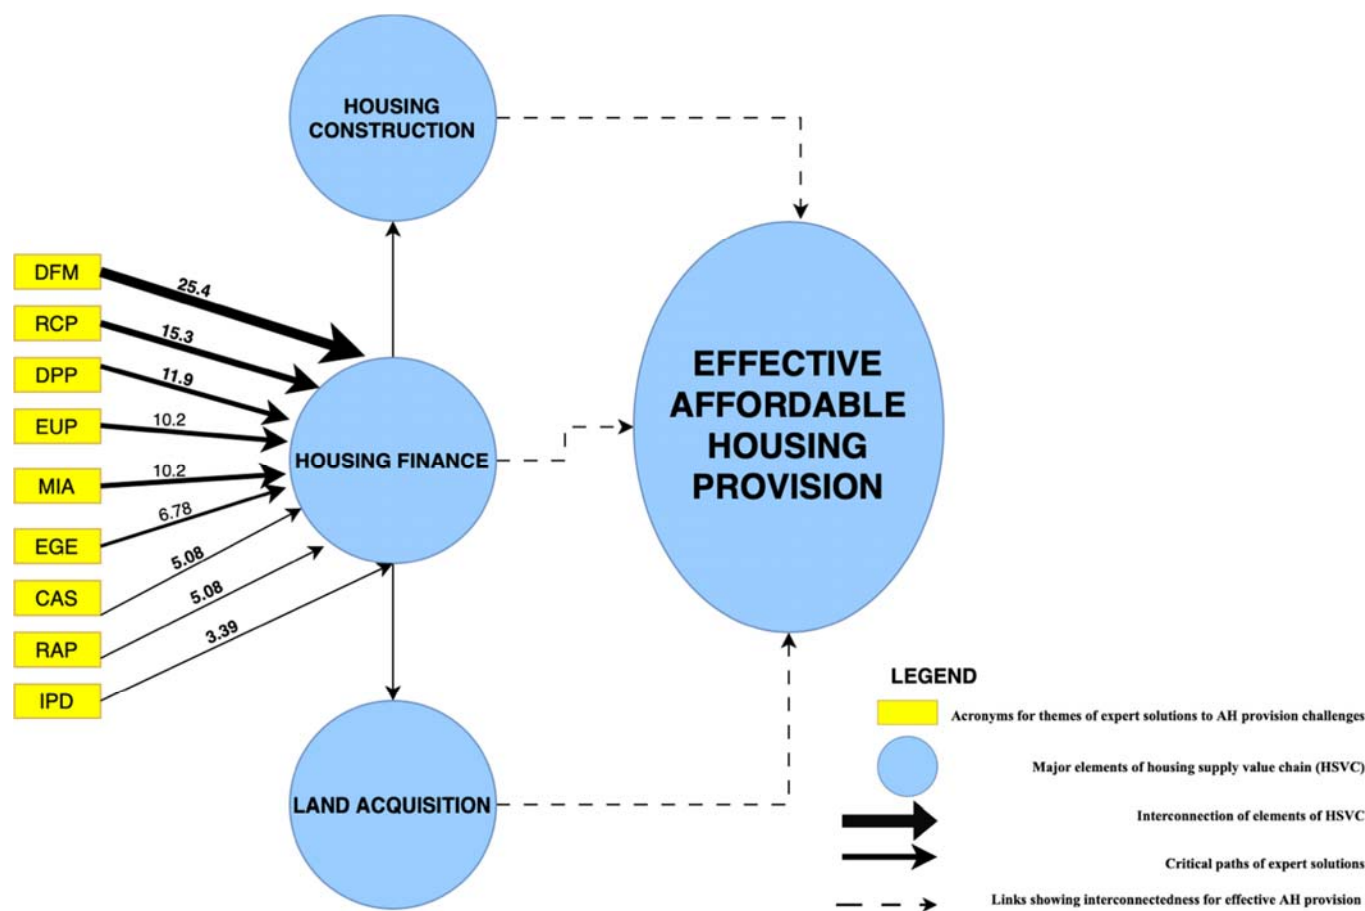 HOUSING
CONSTRUCTION
DFM
25.4
RCP
15.3
DPP
11.9
EUP
10.2
MIA
10.2
EGE
6.78
CAS
5.08
RAP
5.08
IPD
3.39
HOUSING FINANCE
EFFECTIVE
AFFORDABLE
HOUSING
PROVISION
LAND ACQUISITION
LEGEND
Acronyms for themes of expert solutions to AH provision challenges
Major elements of housing supply value chain (HSVC)
Interconnection of elements of HSVC
Critical paths of expert solutions
Links showing interconnectedness for effective AH provision